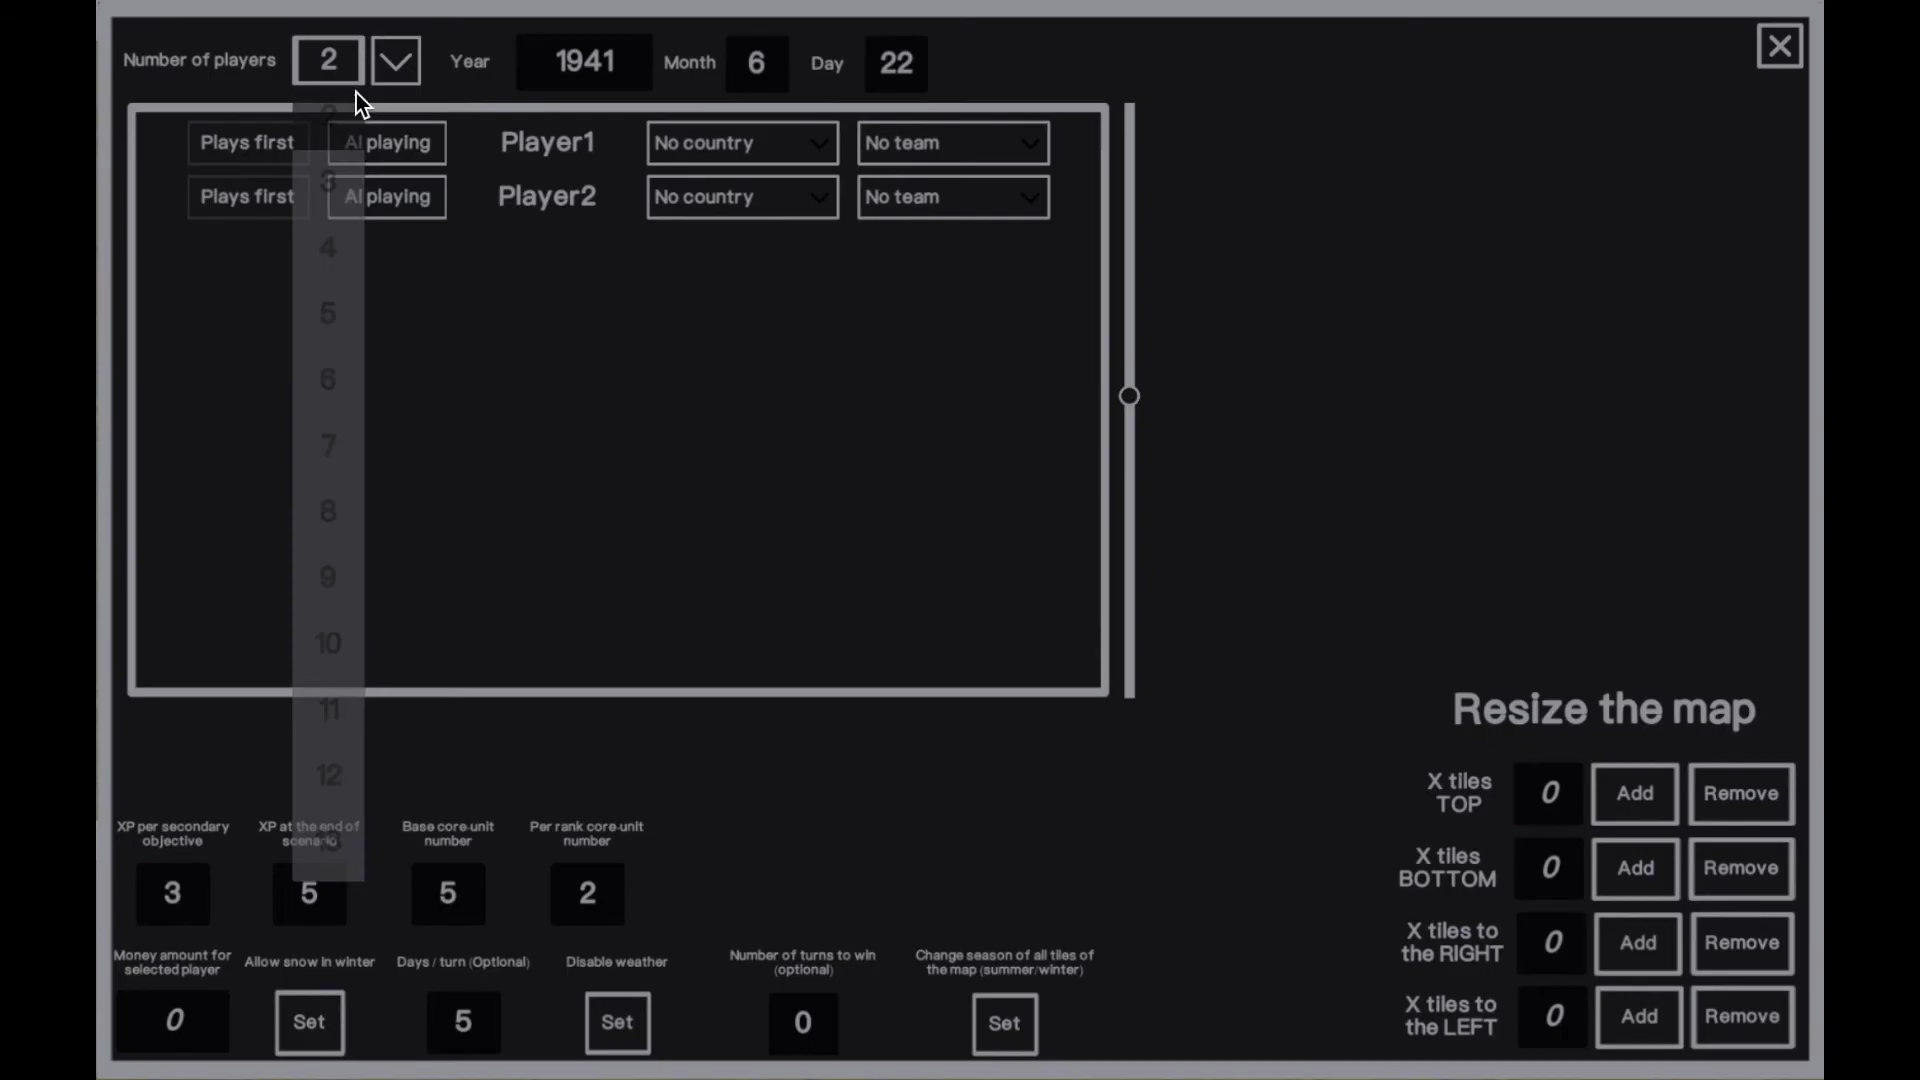 Number of players 2 Year 1941 Month 6 Day 22
Plays first AI playing Player1 No country No team
3
Plays first AI playing Player2 No country No team
4
5
6
7
8
9
10
11
12
13
Resize the map
X tiles
TOP
0 Add Remove
X tiles
BOTTOM
0 Add Remove
X tiles to
the RIGHT
0 Add Remove
X tiles to
the LEFT
0 Add Remove
XP per secondary
objective
3
XP at the end of
scenario
5
Base core-unit
number
5
Per rank core-unit
number
2
Money amount for
selected player
0
Allow snow in winter
Set
Days / turn (Optional)
5
Disable weather
Set
Number of turns to win
(optional)
0
Change season of all tiles of
the map (summer/winter)
Set